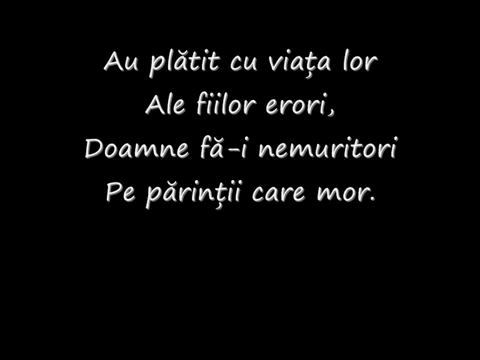 Au plătit cu viața lor
Ale fiilor erori,
Doamne fă-i nemuritori
Pe părinții care mor.